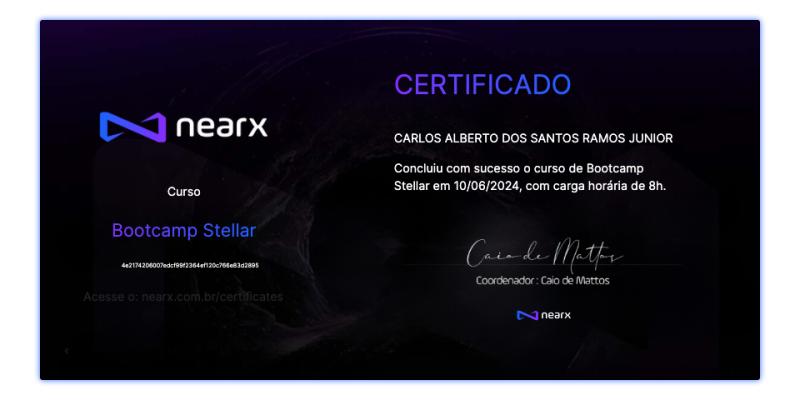 nearx
Curso
Bootcamp Stellar
4e2174206007edcf99f2364ef120c766e83d2895
Acesse o: nearx.com.br/certificates
CERTIFICADO
CARLOS ALBERTO DOS SANTOS RAMOS JUNIOR
Concluiu com sucesso o curso de Bootcamp
Stellar em 10/06/2024, com carga horária de 8h.
Caio de Mattos
Coordenador : Caio de Mattos
nearx